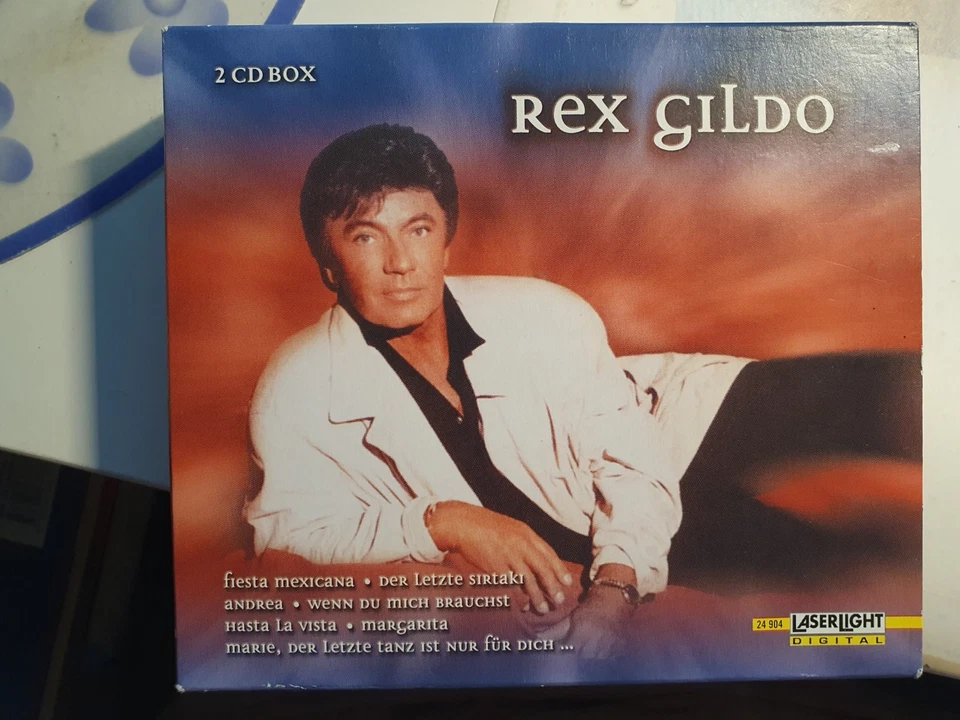 2 CD BOX
Rex Gildo
fiesta mexicana • der letzte sirtaki
andrea • wenn du mich brauchst
Hasta la vista • margarita
marie, der letzte tanz ist nur für dich ...
24 904 LASERLIGHT
DIGITAL